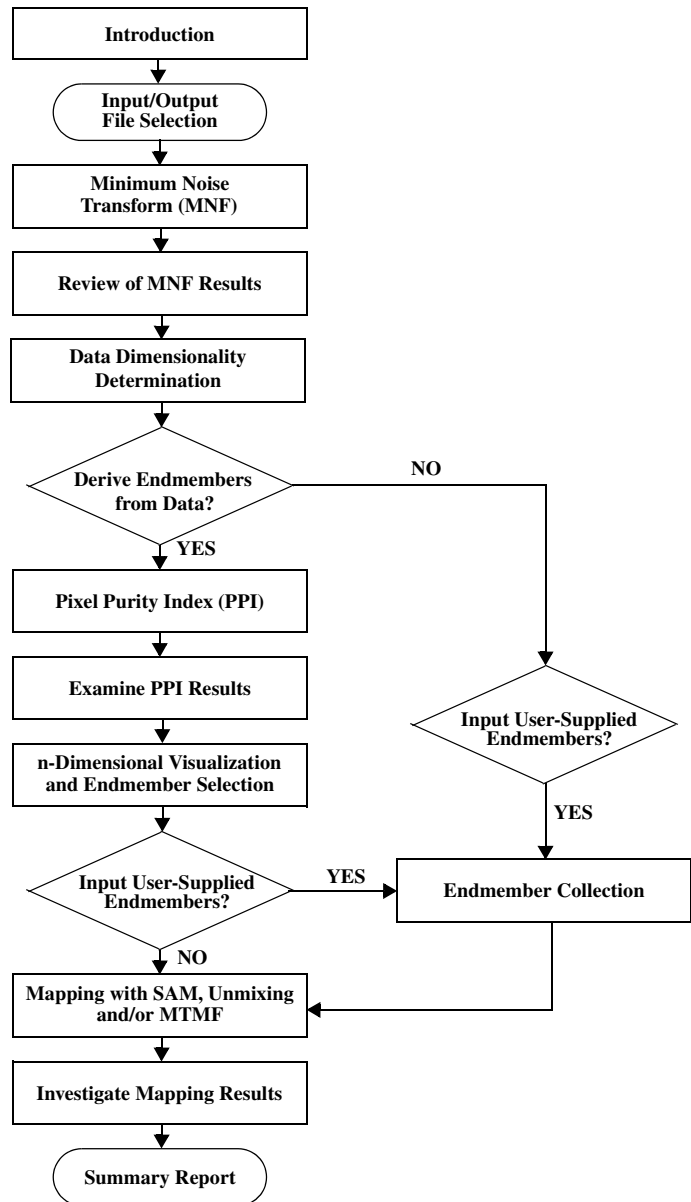 Introduction
Input/Output
File Selection
Minimum Noise
Transform (MNF)
Review of MNF Results
Data Dimensionality
Determination
Derive Endmembers
from Data?
NO
YES
Pixel Purity Index (PPI)
Examine PPI Results
Input User-Supplied
Endmembers?
n-Dimensional Visualization
and Endmember Selection
YES
Input User-Supplied
Endmembers?
YES
Endmember Collection
NO
Mapping with SAM, Unmixing
and/or MTMF
Investigate Mapping Results
Summary Report